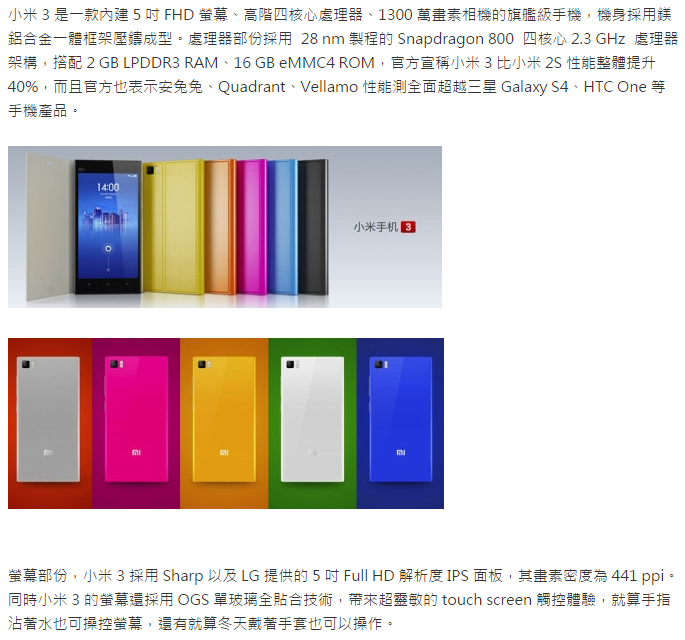 小米 3 是一款內建 5 吋 FHD 螢幕、高階四核心處理器、1300 萬畫素相機的旗艦級手機，機身採用鎂
鋁合金一體框架壓鑄成型。處理器部份採用 28 nm 製程的 Snapdragon 800 四核心 2.3 GHz 處理器
架構，搭配 2 GB LPDDR3 RAM、16 GB eMMC4 ROM，官方宣稱小米 3 比小米 2S 性能整體提升
40%，而且官方也表示安兔兔、Quadrant、Vellamo 性能測全面超越三星 Galaxy S4、HTC One 等
手機產品。
14:00
小米手机 3
MI MI MI MI MI
螢幕部份，小米 3 採用 Sharp 以及 LG 提供的 5 吋 Full HD 解析度 IPS 面板，其畫素密度為 441 ppi。
同時小米 3 的螢幕還採用 OGS 單玻璃全貼合技術，帶來超靈敏的 touch screen 觸控體驗，就算手指
沾著水也可操控螢幕，還有就算冬天戴著手套也可以操作。